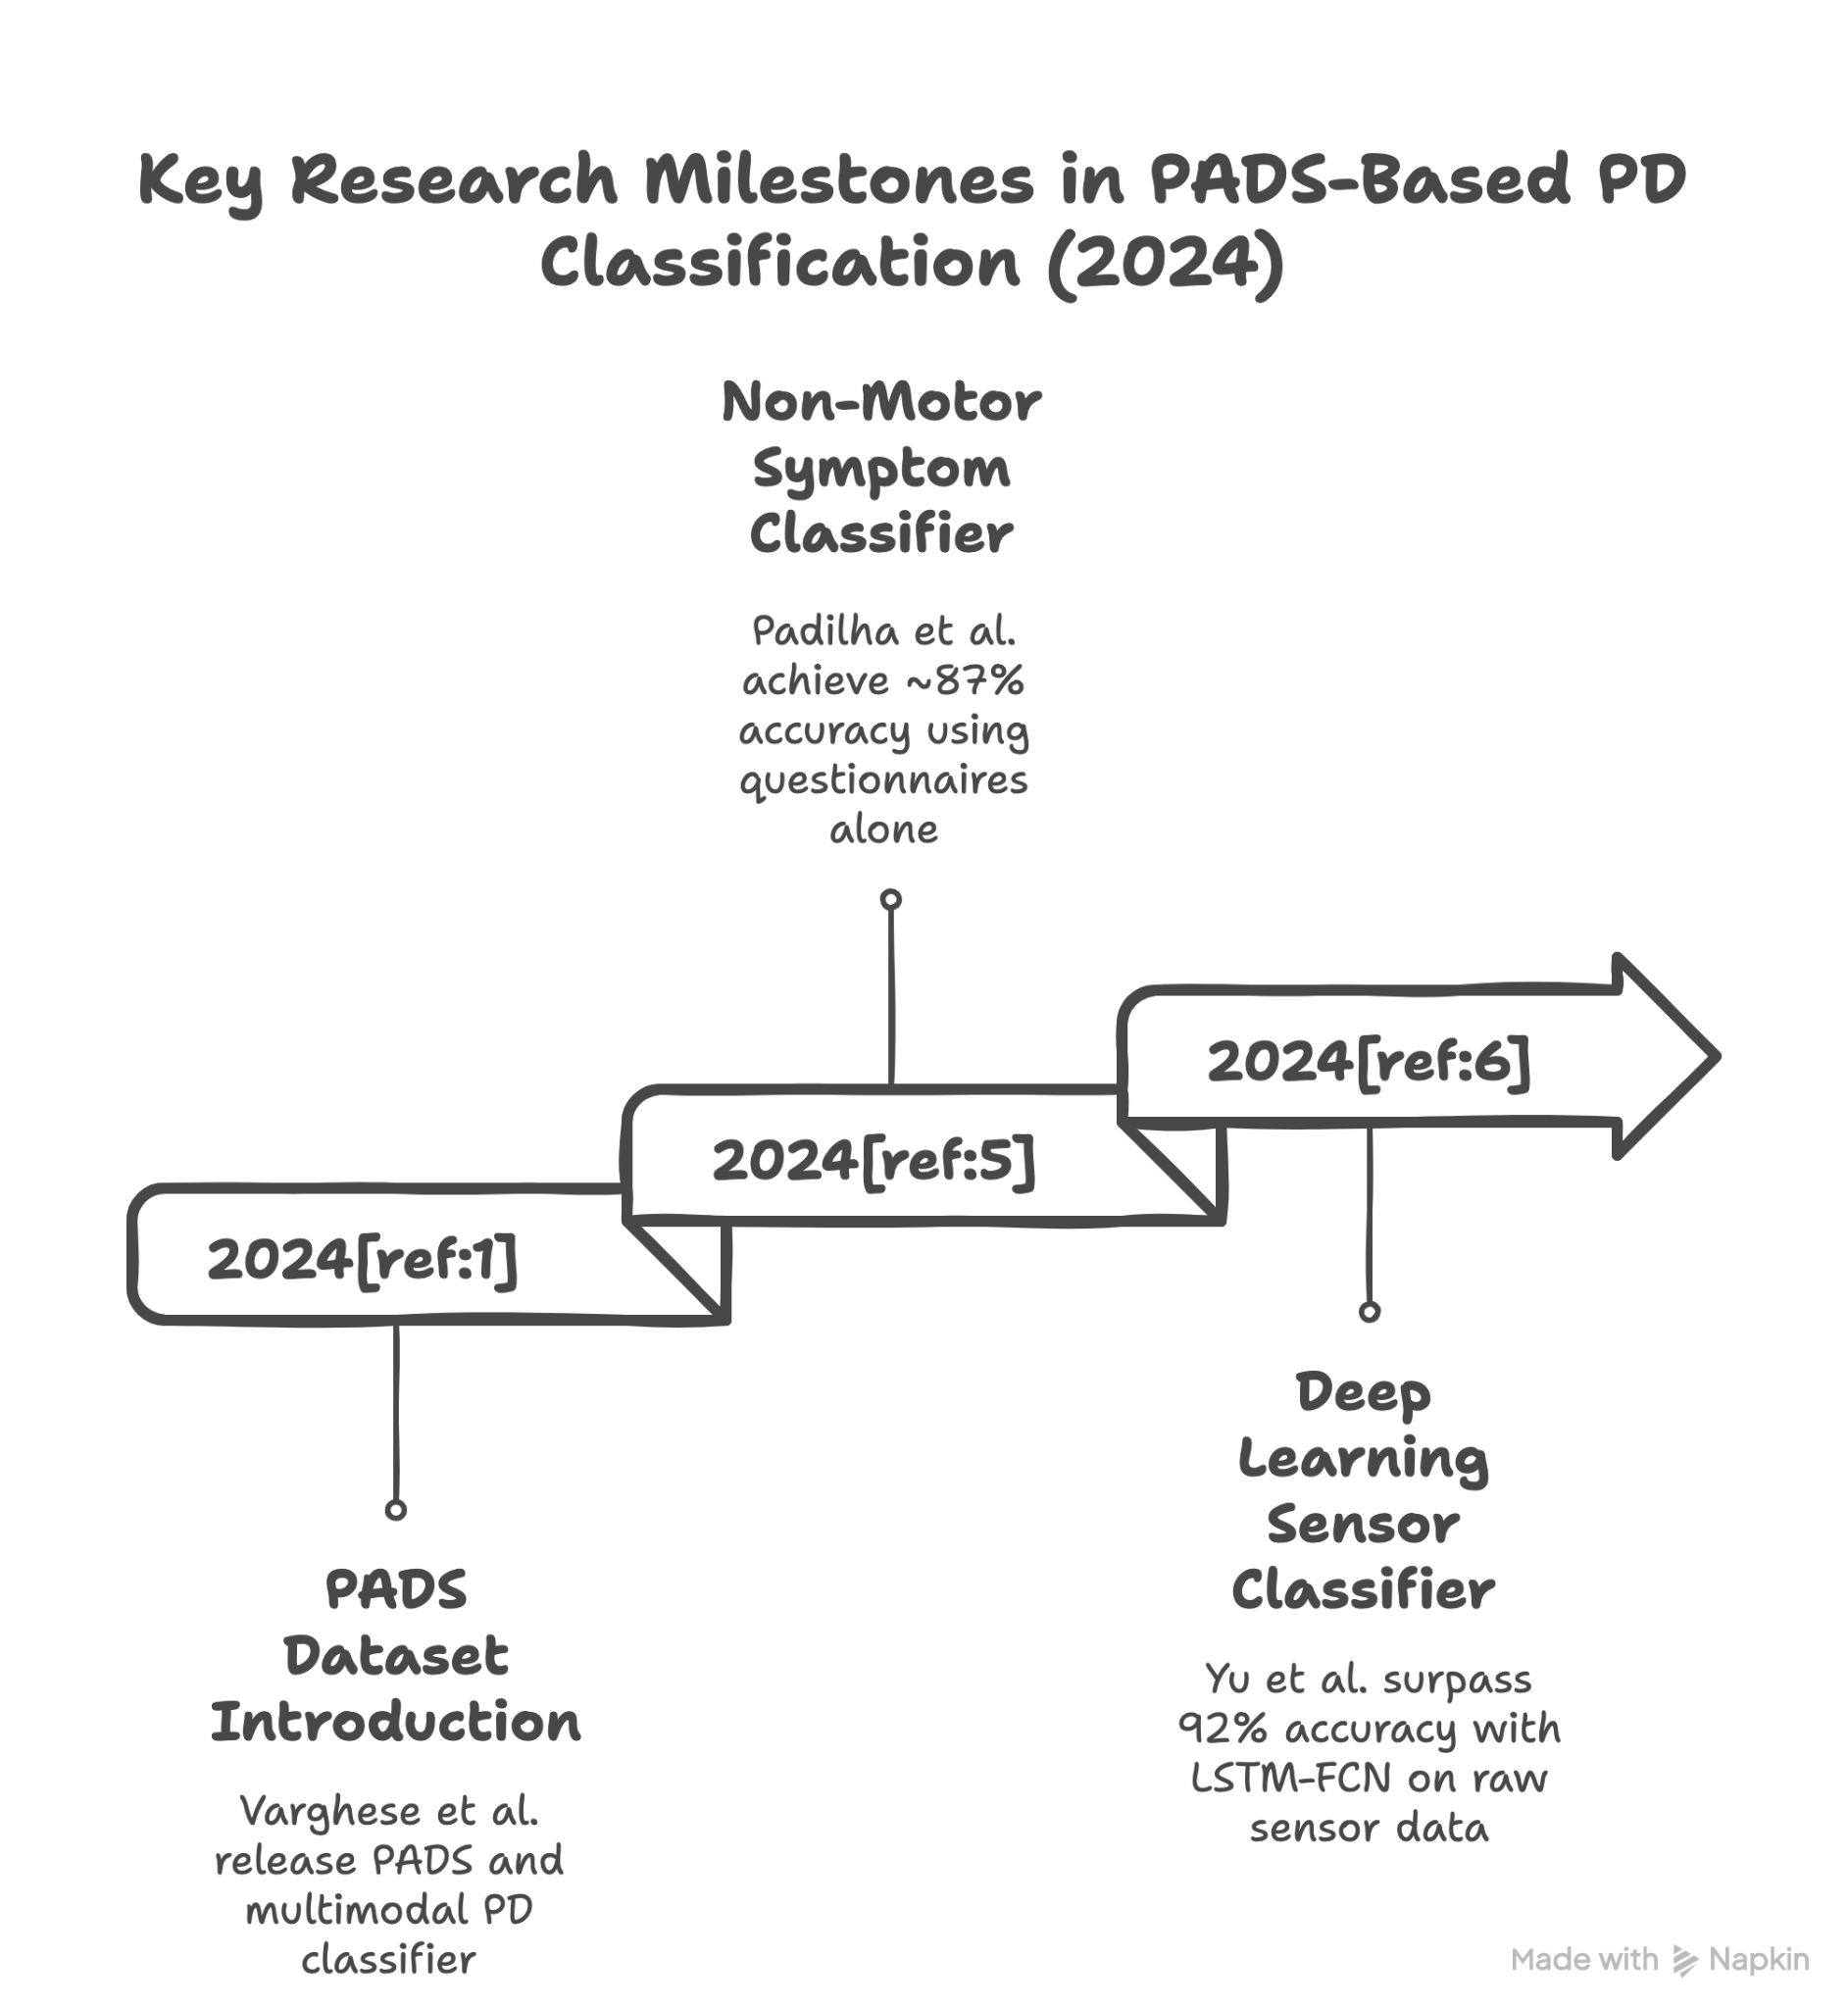 Key Research Milestones in PADS-Based PD
Classification (2024)
Non-Motor
Symptom
Classifier
Padilha et al.
achieve ~87%
accuracy using
questionnaires
alone
2024[ref:6]
2024[ref:5]
2024[ref:1]
Deep
Learning
Sensor
Classifier
Yu et al. surpass
92% accuracy with
LSTM-FCN on raw
sensor data
PADS
Dataset
Introduction
Varghese et al.
release PADS and
multimodal PD
classifier
Made with Napkin